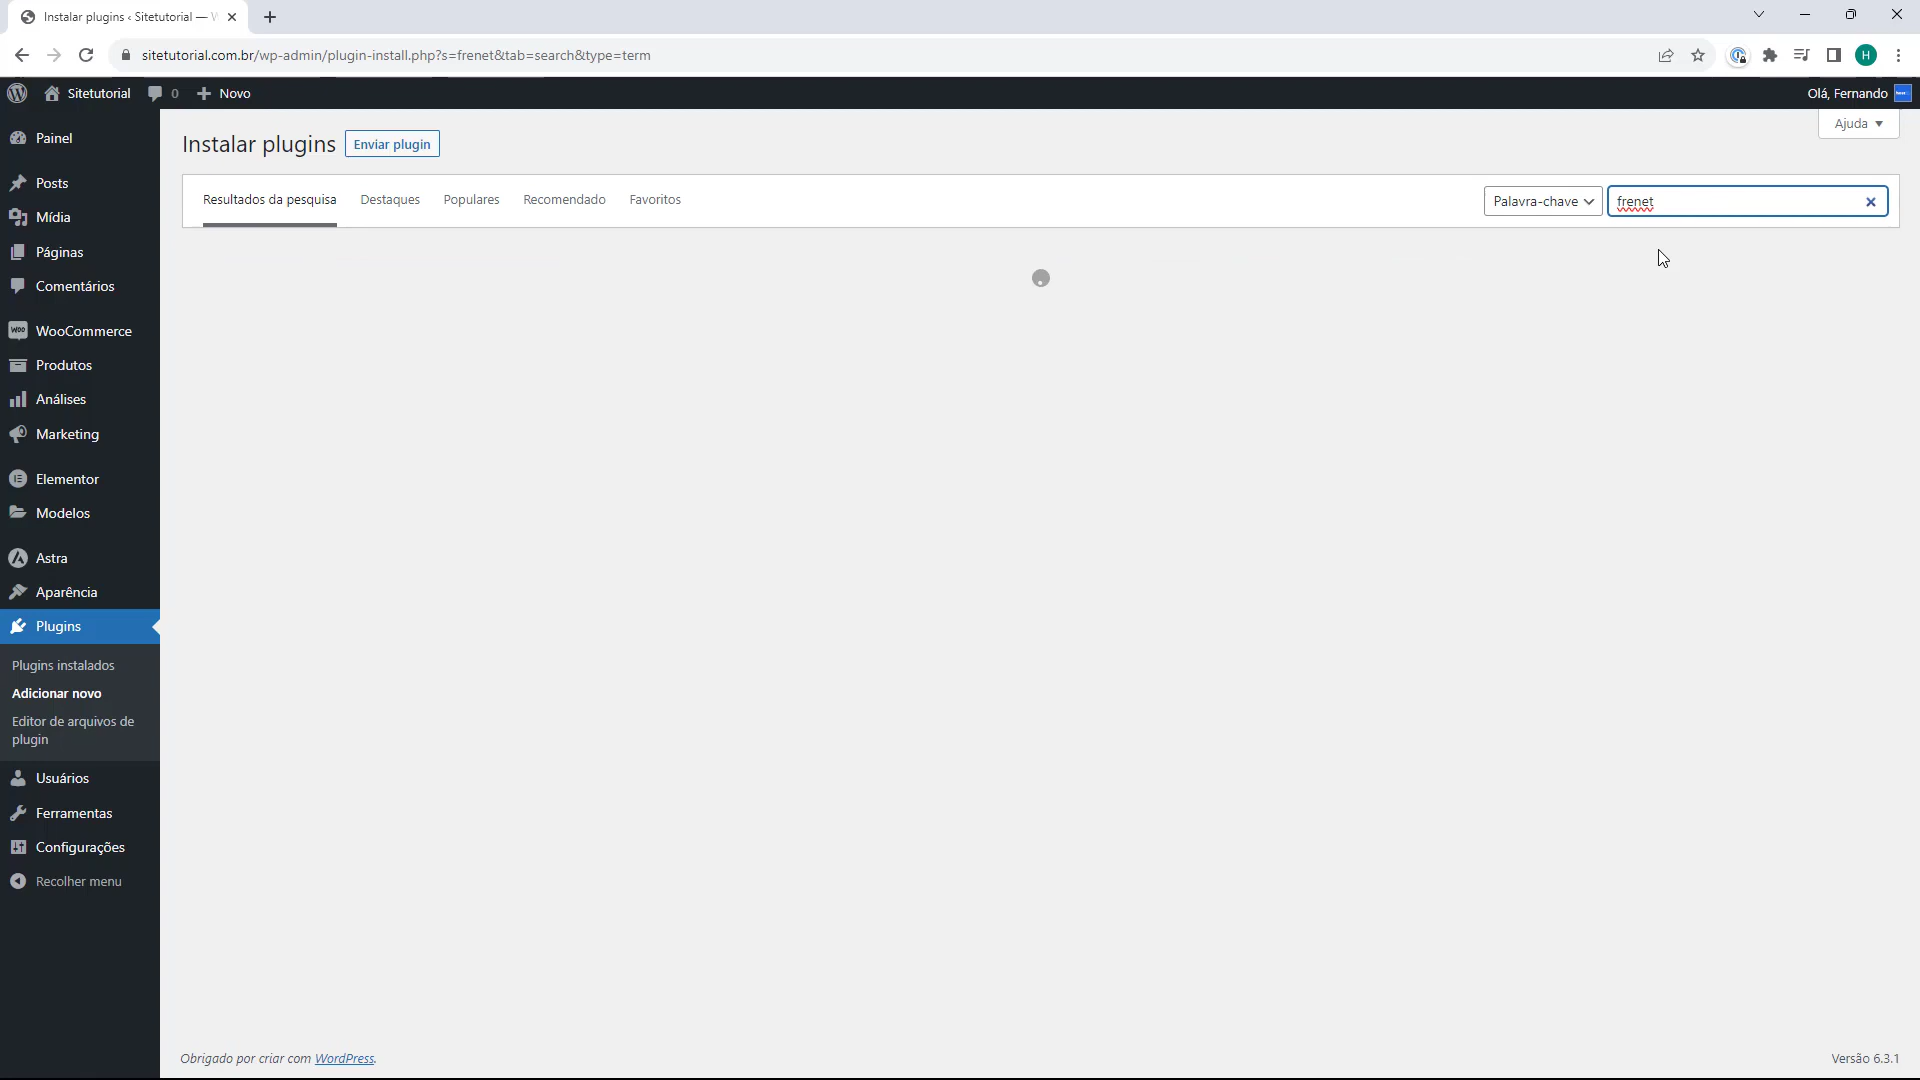 Instalar plugins ‹ Sitetutorial —
sitetutorial.com.br/wp-admin/plugin-install.php?s=frenet&tab=search&type=term
H
Sitetutorial
0
Novo
Olá, Fernando
Painel
Posts
Mídia
Páginas
Comentários
WOO
WooCommerce
Produtos
Análises
Marketing
Elementor
Modelos
Astra
Aparência
Plugins
Plugins instalados
Adicionar novo
Editor de arquivos de
plugin
Usuários
Ferramentas
Configurações
Recolher menu
Ajuda
Instalar plugins
Enviar plugin
Resultados da pesquisa
Destaques
Populares
Recomendado
Favoritos
Palavra-chave
frenet
Obrigado por criar com WordPress.
Versão 6.3.1